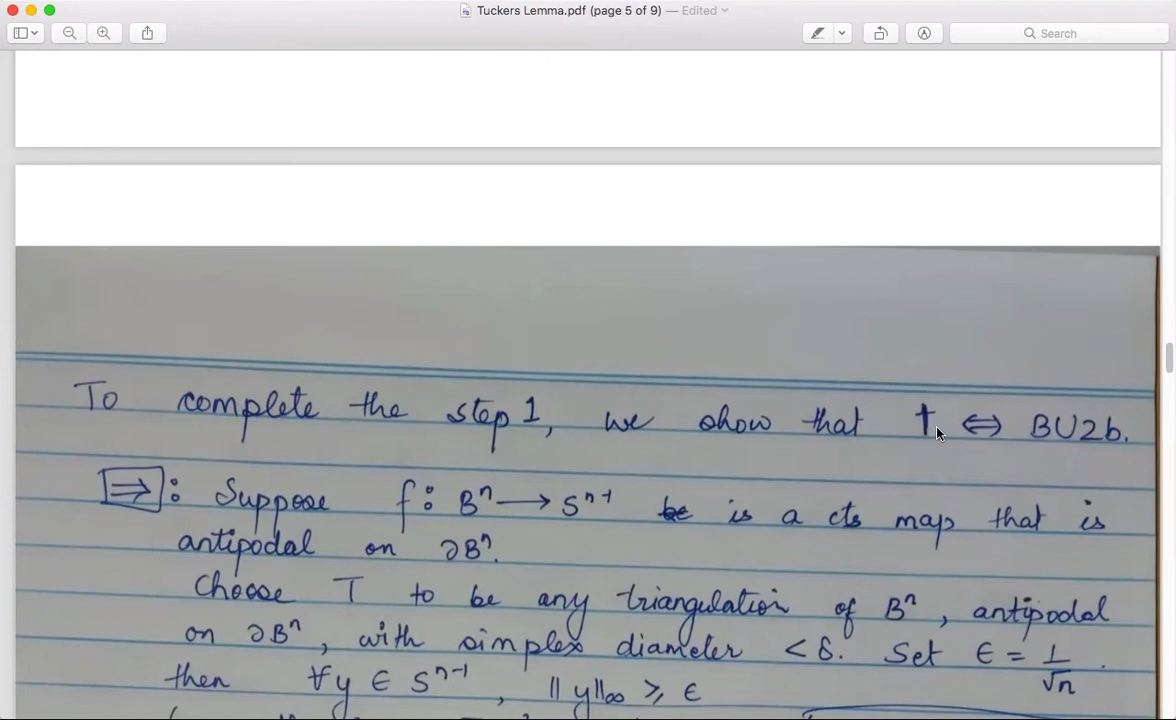 Tuckers Lemma.pdf (page 5 of 9) — Edited
Search
To complete the step 1, we show that † ⇔ BU2b.
⇒: Suppose f: Bⁿ → Sⁿ⁻¹ is a cts map that is
antipodal on ∂Bⁿ.
Choose T to be any triangulation of Bⁿ, antipodal
on ∂Bⁿ, with simplex diameter < δ. Set ϵ = 1/√n.
then ∀y ∈ Sⁿ⁻¹, ||y||∞ ⩾ ϵ